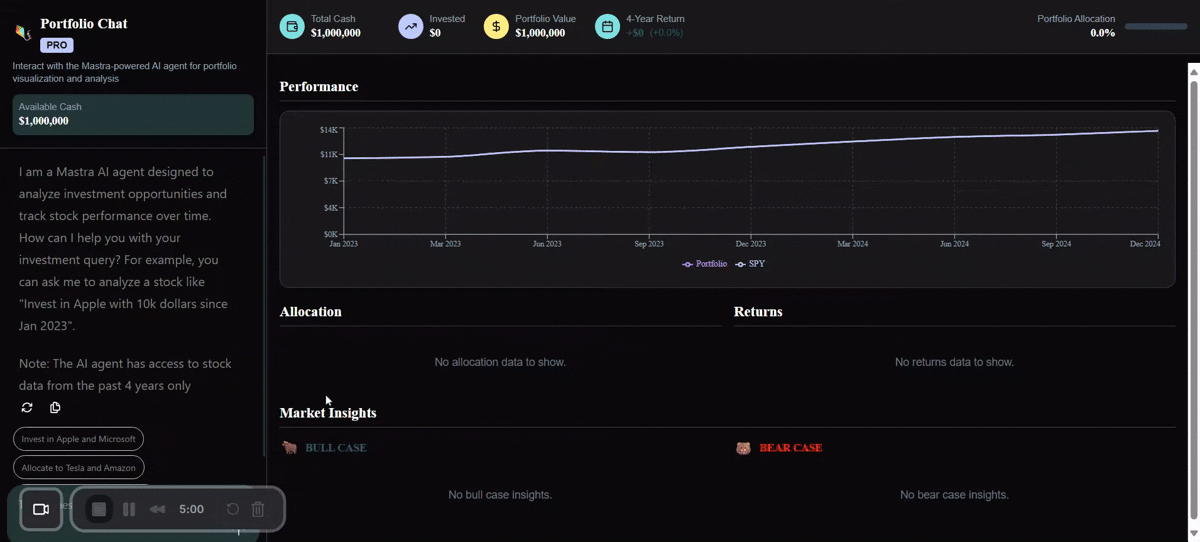 Portfolio Chat
PRO
Interact with the Mastra-powered AI agent for portfolio
visualization and analysis
Available Cash
$1,000,000
I am a Mastra AI agent designed to
analyze investment opportunities and
track stock performance over time.
How can I help you with your
investment query? For example, you
can ask me to analyze a stock like
"Invest in Apple with 10k dollars since
Jan 2023".
Note: The AI agent has access to stock
data from the past 4 years only
Invest in Apple and Microsoft
Allocate to Tesla and Amazon
5:00
Total Cash
$1,000,000
Invested
$0
Portfolio Value
$1,000,000
4-Year Return
+$0 (+0.0%)
Portfolio Allocation
0.0%
Performance
$14K
$11K
$7K
$4K
$0K
Jan 2023 Mar 2023 Jun 2023 Sep 2023 Dec 2023 Mar 2024 Jun 2024 Sep 2024 Dec 2024
Portfolio SPY
Allocation
No allocation data to show.
Returns
No returns data to show.
Market Insights
BULL CASE
No bull case insights.
BEAR CASE
No bear case insights.